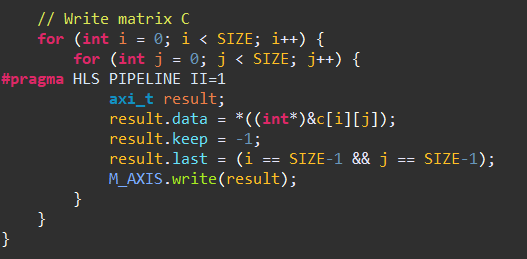 // Write matrix C
for (int i = 0; i < SIZE; i++) {
for (int j = 0; j < SIZE; j++) {
#pragma HLS PIPELINE II=1
axi_t result;
result.data = *((int*)&c[i][j]);
result.keep = -1;
result.last = (i == SIZE-1 && j == SIZE-1);
M_AXIS.write(result);
}
}
}